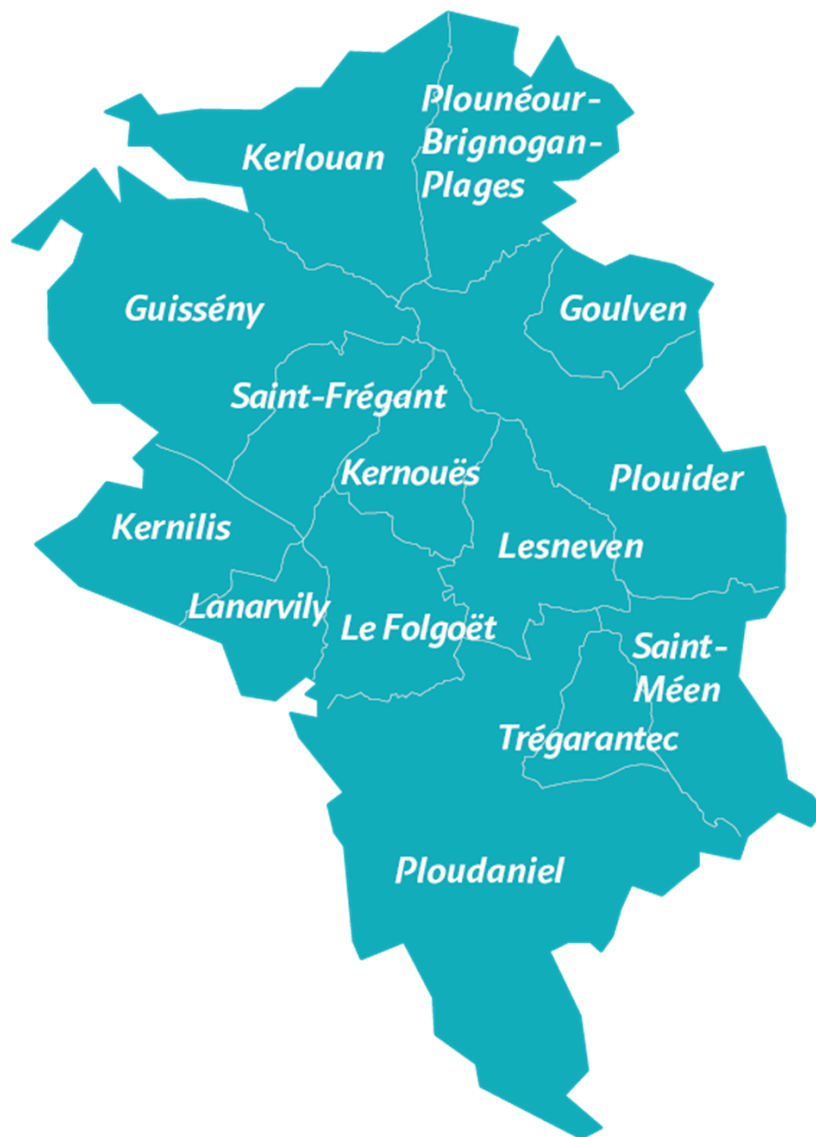 Plounéour-
Brignogan-
Plages
Kerlouan
Guissény
Goulven
Saint-Frégant
Kernouës
Plouider
Kernilis
Lesneven
Lanarvily
Le Folgoët
Saint-
Méen
Trégarantec
Ploudaniel